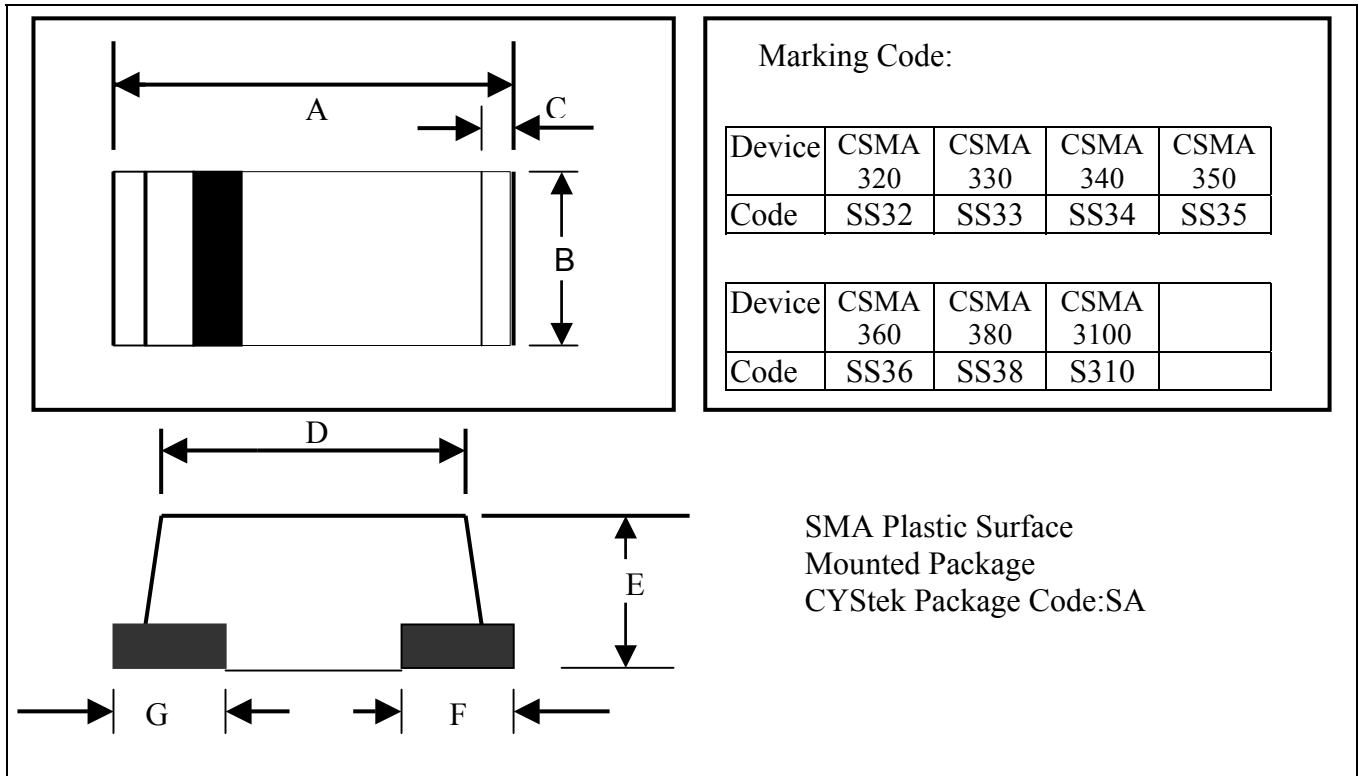 A
C
B
Marking Code:
Device CSMA 320 CSMA 330 CSMA 340 CSMA 350
Code SS32 SS33 SS34 SS35
Device CSMA 360 CSMA 380 CSMA 3100
Code SS36 SS38 S310
D
E
G
F
SMA Plastic Surface
Mounted Package
CYStek Package Code:SA